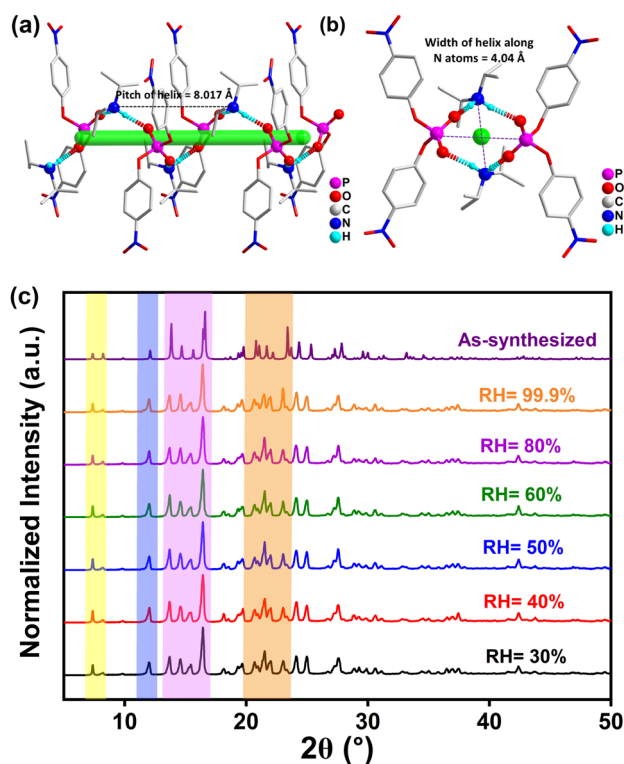 (a)
Pitch of helix = 8.017 Å
P
O
C
N
H
(b)
Width of helix along
N atoms = 4.04 Å
P
O
C
N
H
(c)
Normalized Intensity (a.u.)
As-synthesized
RH= 99.9%
RH= 80%
RH= 60%
RH= 50%
RH= 40%
RH= 30%
10
20
30
40
50
2θ (°)